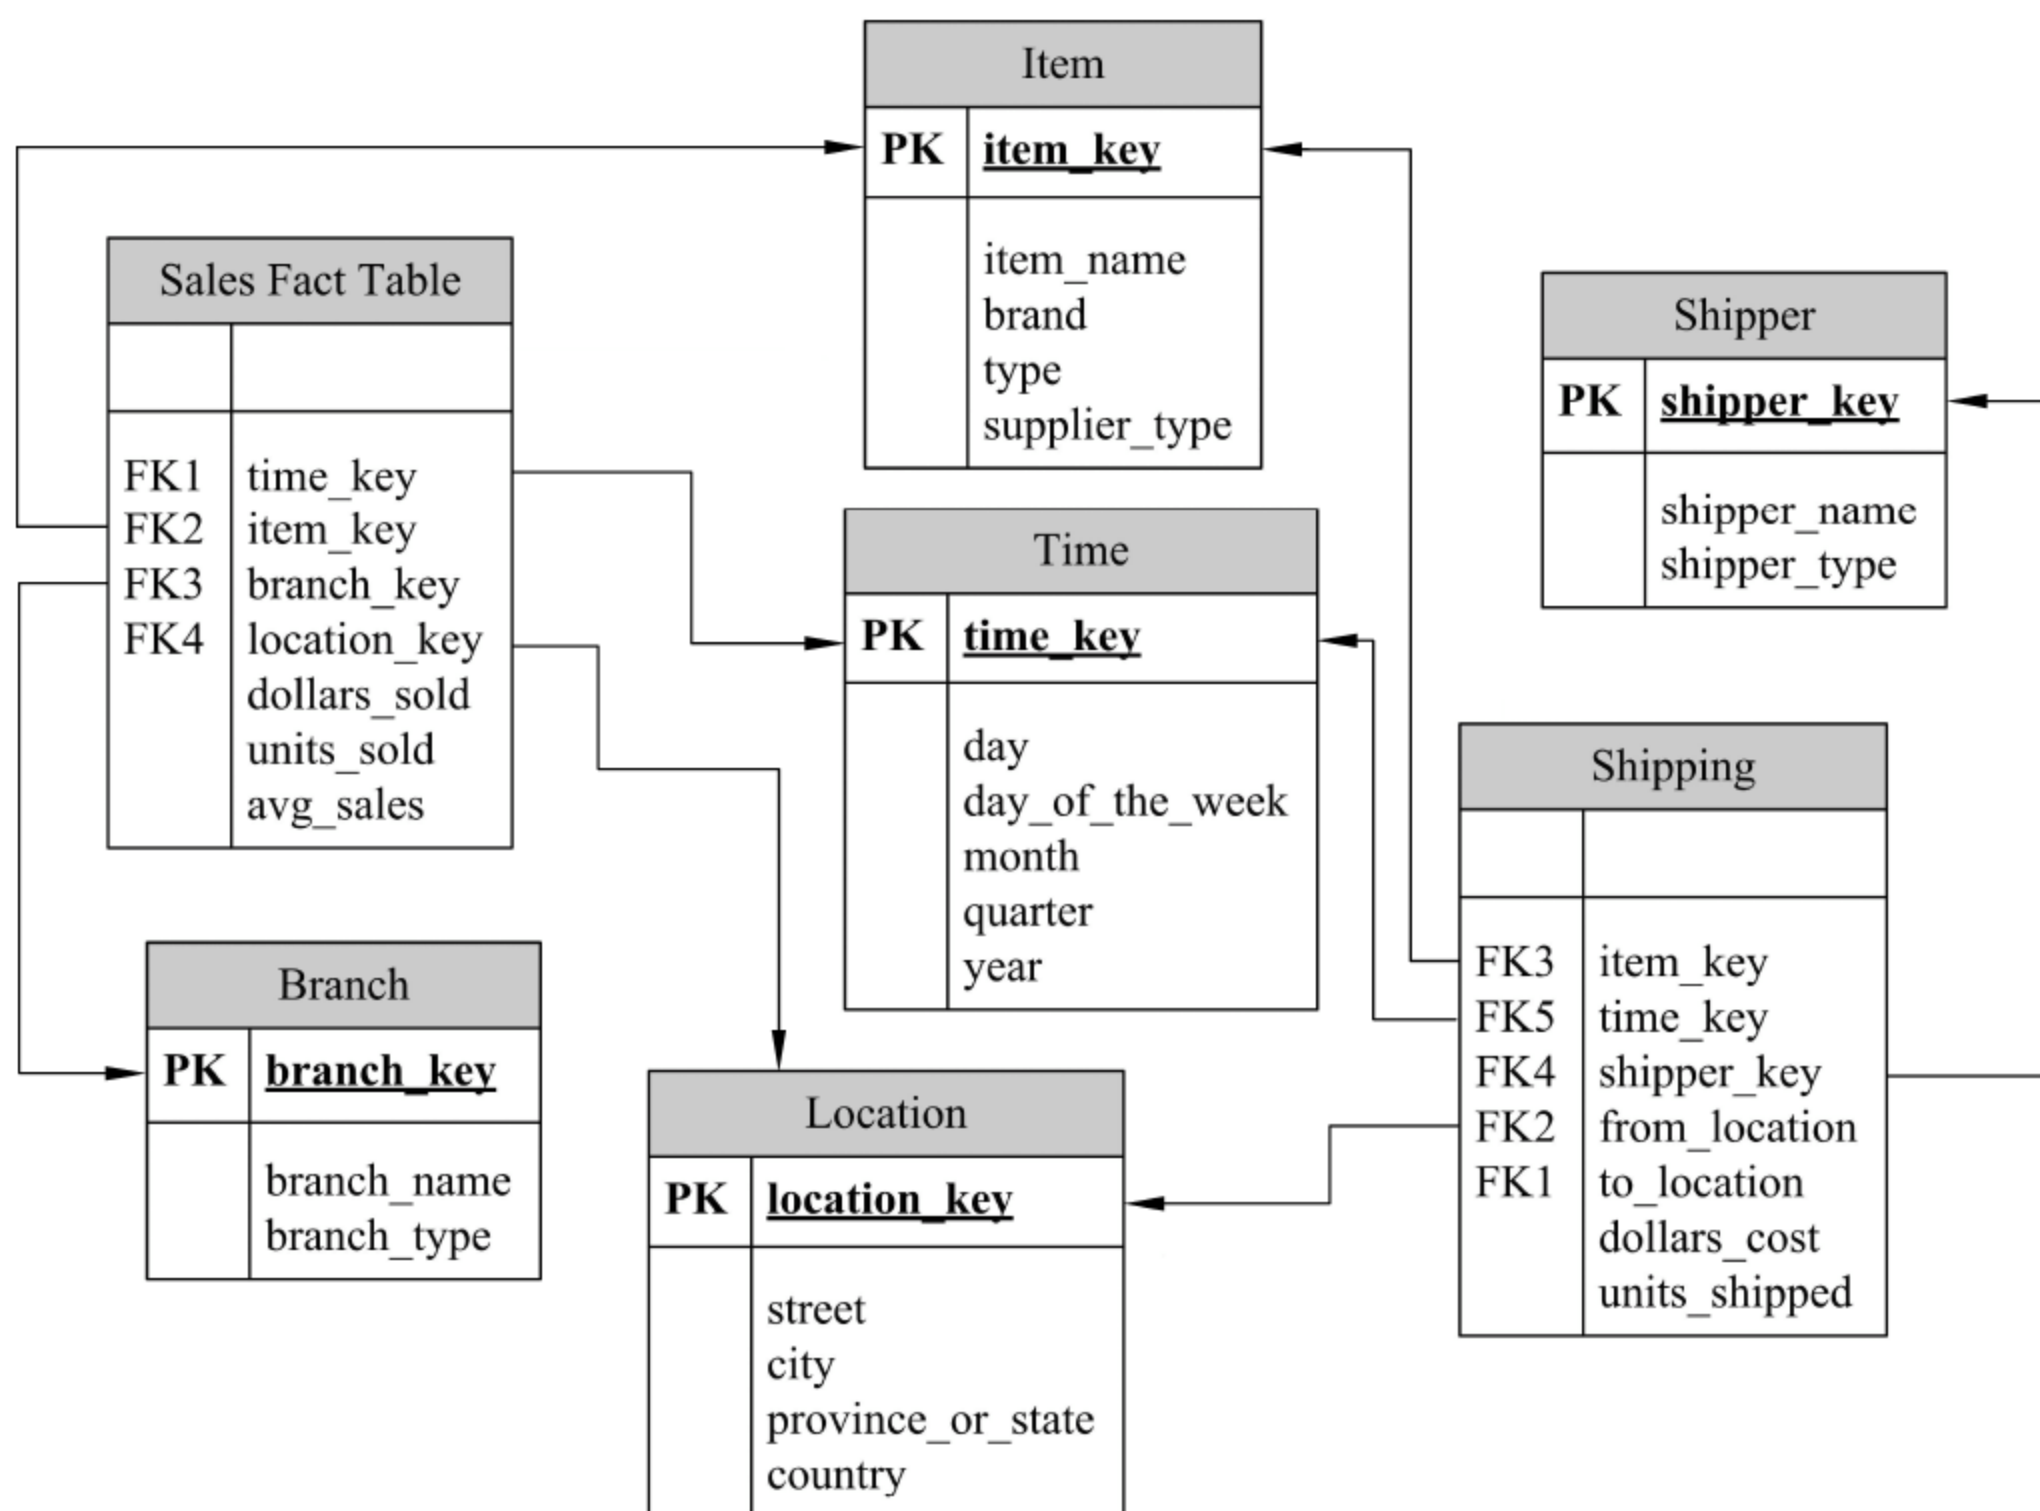 Item
PK item_key
item_name
brand
type
supplier_type
Sales Fact Table
FK1 time_key
FK2 item_key
FK3 branch_key
FK4 location_key
dollars_sold
units_sold
avg_sales
Shipper
PK shipper_key
shipper_name
shipper_type
Time
PK time_key
day
day_of_the_week
month
quarter
year
Shipping
FK3 item_key
FK5 time_key
FK4 shipper_key
FK2 from_location
FK1 to_location
dollars_cost
units_shipped
Branch
PK branch_key
branch_name
branch_type
Location
PK location_key
street
city
province_or_state
country